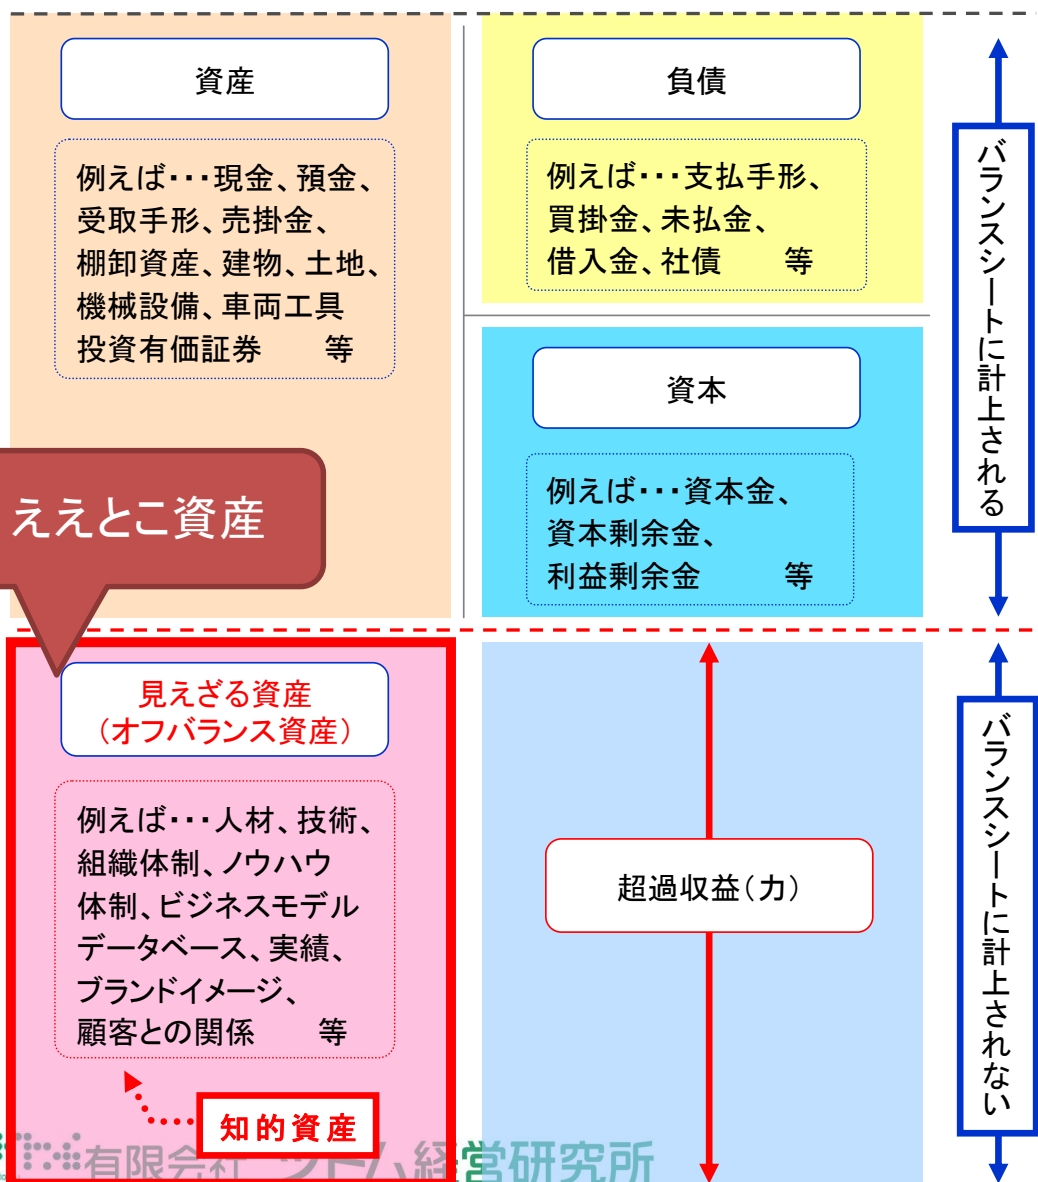 資産
例えば・・・現金、預金、
受取手形、売掛金、
棚卸資産、建物、土地、
機械設備、車両工具
投資有価証券　　等
負債
例えば・・・支払手形、
買掛金、未払金、
借入金、社債　　等
資本
例えば・・・資本金、
資本剰余金、
利益剰余金　　　等
バランスシートに計上される
ええとこ資産
見えざる資産
（オフバランス資産）
例えば・・・人材、技術、
組織体制、ノウハウ
体制、ビジネスモデル
データベース、実績、
ブランドイメージ、
顧客との関係　　等
知的資産
超過収益（力）
バランスシートに計上されない
有限会社 ツトム経営研究所